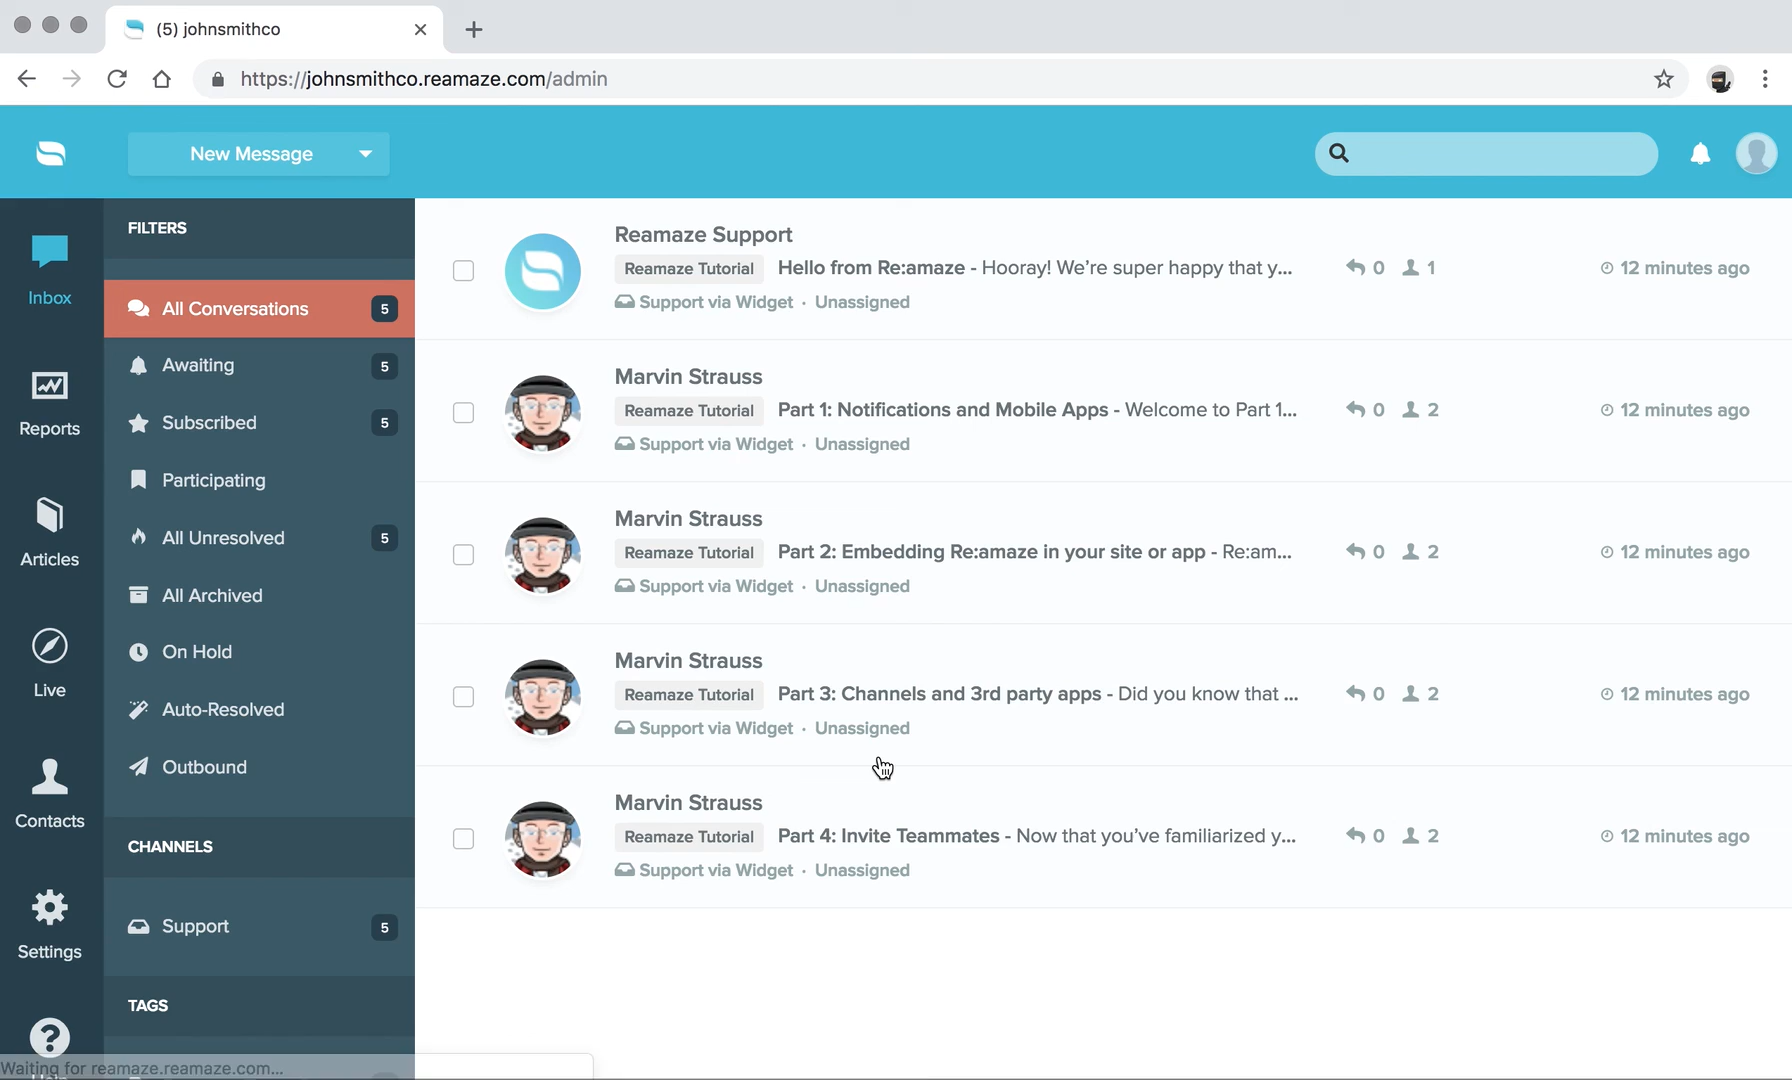 (5) johnsmithco
https://johnsmithco.reamaze.com/admin
New Message
Inbox
Reports
Articles
Live
Contacts
Settings
FILTERS
All Conversations 5
Awaiting 5
Subscribed 5
Participating
All Unresolved 5
All Archived
On Hold
Auto-Resolved
Outbound
CHANNELS
Support 5
TAGS
Reamaze Support
Reamaze Tutorial Hello from Re:amaze - Hooray! We're super happy that y... 0 1 12 minutes ago
Support via Widget · Unassigned
Marvin Strauss
Reamaze Tutorial Part 1: Notifications and Mobile Apps - Welcome to Part 1... 0 2 12 minutes ago
Support via Widget · Unassigned
Marvin Strauss
Reamaze Tutorial Part 2: Embedding Re:amaze in your site or app - Re:am... 0 2 12 minutes ago
Support via Widget · Unassigned
Marvin Strauss
Reamaze Tutorial Part 3: Channels and 3rd party apps - Did you know that ... 0 2 12 minutes ago
Support via Widget · Unassigned
Marvin Strauss
Reamaze Tutorial Part 4: Invite Teammates - Now that you've familiarized y... 0 2 12 minutes ago
Support via Widget · Unassigned
Waiting for reamaze.reamaze.com...